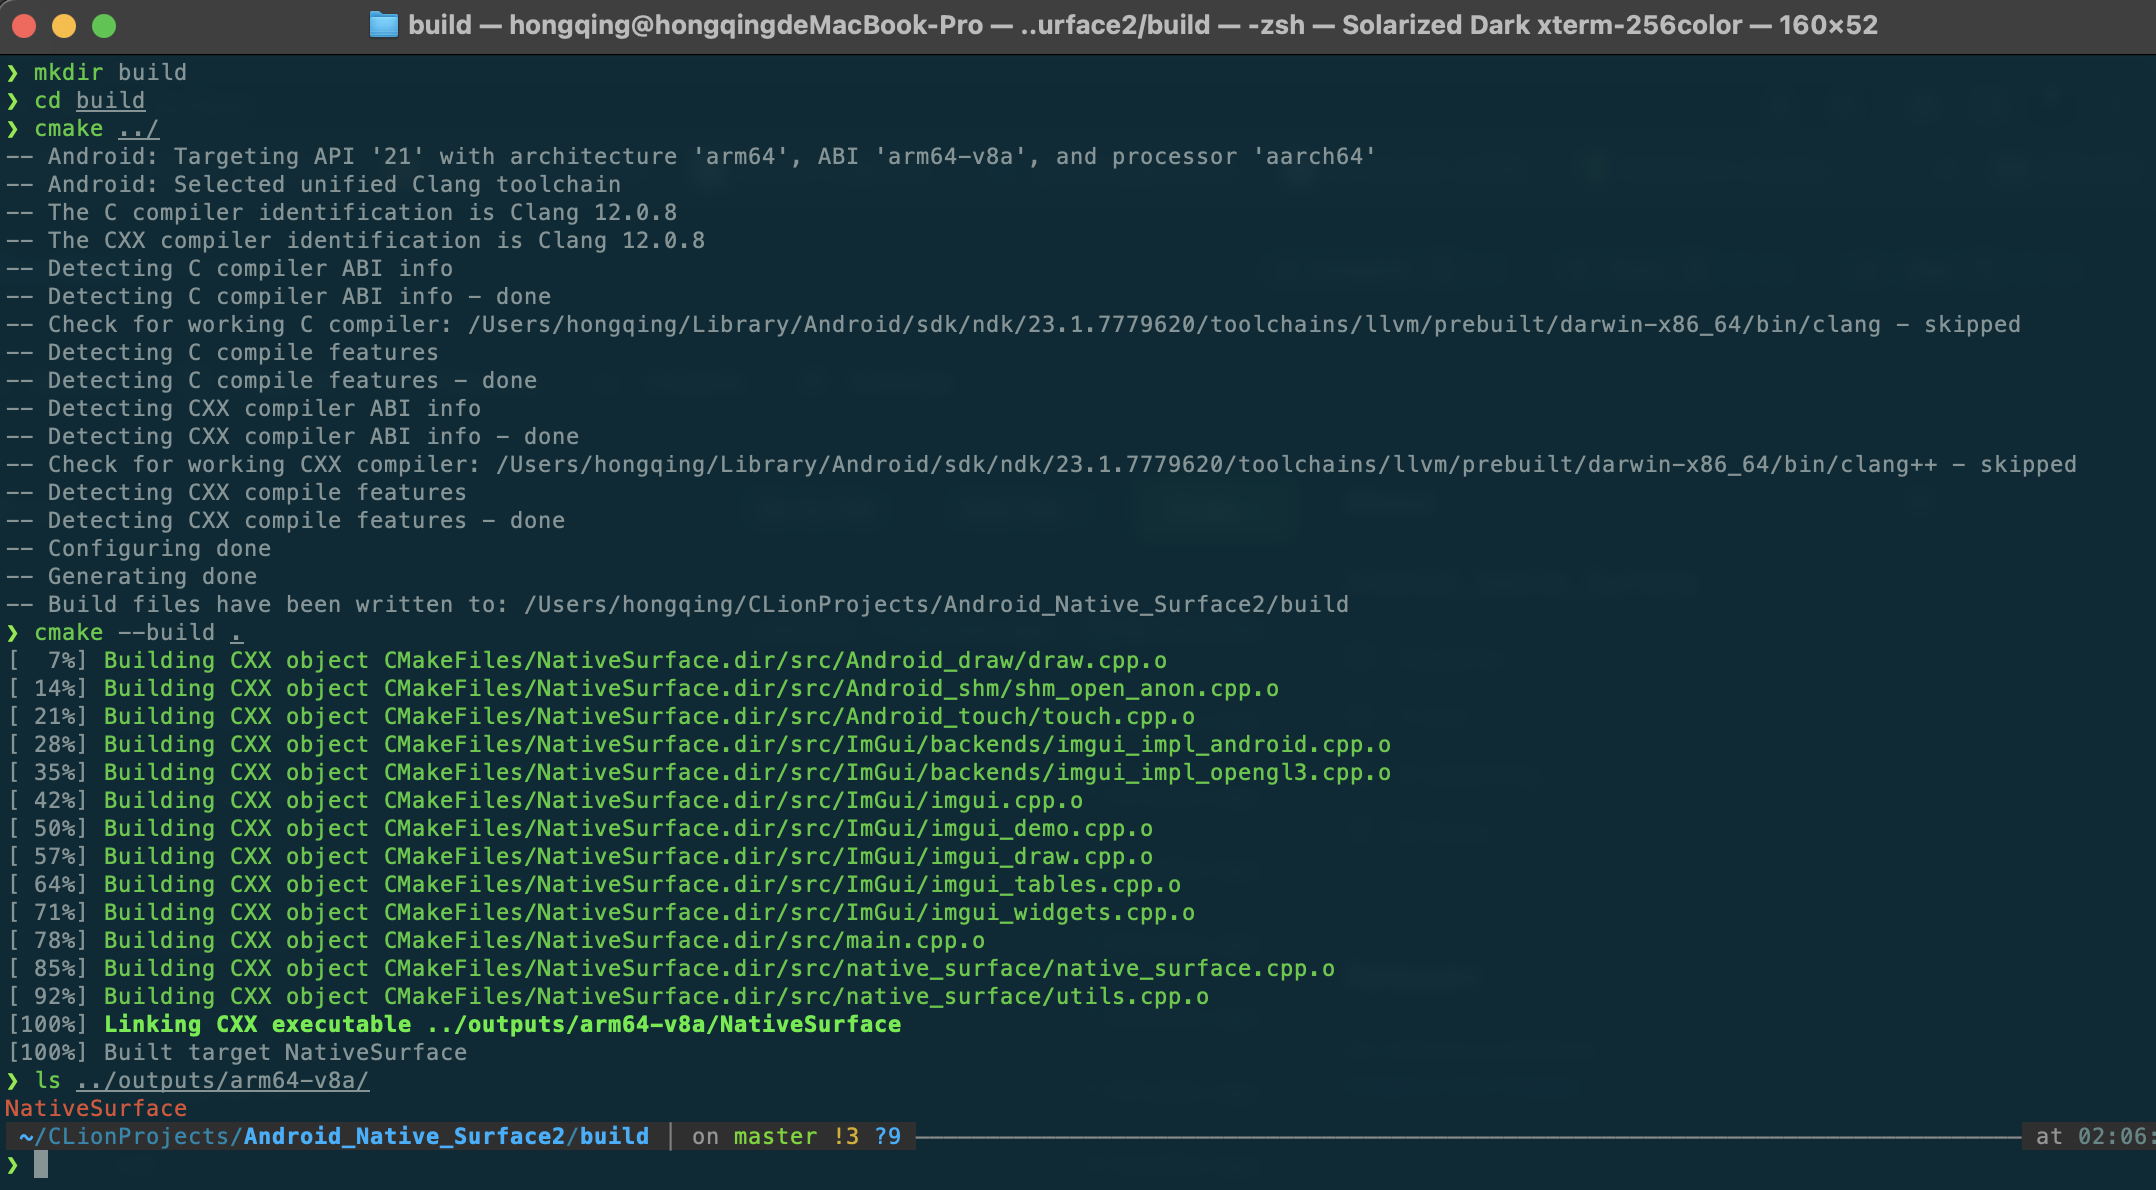 build — hongqing@hongqingdeMacBook-Pro — ..urface2/build — -zsh — Solarized Dark xterm-256color — 160×52
❯ mkdir build
❯ cd build
❯ cmake ../
-- Android: Targeting API '21' with architecture 'arm64', ABI 'arm64-v8a', and processor 'aarch64'
-- Android: Selected unified Clang toolchain
-- The C compiler identification is Clang 12.0.8
-- The CXX compiler identification is Clang 12.0.8
-- Detecting C compiler ABI info
-- Detecting C compiler ABI info - done
-- Check for working C compiler: /Users/hongqing/Library/Android/sdk/ndk/23.1.7779620/toolchains/llvm/prebuilt/darwin-x86_64/bin/clang - skipped
-- Detecting C compile features
-- Detecting C compile features - done
-- Detecting CXX compiler ABI info
-- Detecting CXX compiler ABI info - done
-- Check for working CXX compiler: /Users/hongqing/Library/Android/sdk/ndk/23.1.7779620/toolchains/llvm/prebuilt/darwin-x86_64/bin/clang++ - skipped
-- Detecting CXX compile features
-- Detecting CXX compile features - done
-- Configuring done
-- Generating done
-- Build files have been written to: /Users/hongqing/CLionProjects/Android_Native_Surface2/build
❯ cmake --build .
[  7%] Building CXX object CMakeFiles/NativeSurface.dir/src/Android_draw/draw.cpp.o
[ 14%] Building CXX object CMakeFiles/NativeSurface.dir/src/Android_shm/shm_open_anon.cpp.o
[ 21%] Building CXX object CMakeFiles/NativeSurface.dir/src/Android_touch/touch.cpp.o
[ 28%] Building CXX object CMakeFiles/NativeSurface.dir/src/ImGui/backends/imgui_impl_android.cpp.o
[ 35%] Building CXX object CMakeFiles/NativeSurface.dir/src/ImGui/backends/imgui_impl_opengl3.cpp.o
[ 42%] Building CXX object CMakeFiles/NativeSurface.dir/src/ImGui/imgui.cpp.o
[ 50%] Building CXX object CMakeFiles/NativeSurface.dir/src/ImGui/imgui_demo.cpp.o
[ 57%] Building CXX object CMakeFiles/NativeSurface.dir/src/ImGui/imgui_draw.cpp.o
[ 64%] Building CXX object CMakeFiles/NativeSurface.dir/src/ImGui/imgui_tables.cpp.o
[ 71%] Building CXX object CMakeFiles/NativeSurface.dir/src/ImGui/imgui_widgets.cpp.o
[ 78%] Building CXX object CMakeFiles/NativeSurface.dir/src/main.cpp.o
[ 85%] Building CXX object CMakeFiles/NativeSurface.dir/src/native_surface/native_surface.cpp.o
[ 92%] Building CXX object CMakeFiles/NativeSurface.dir/src/native_surface/utils.cpp.o
[100%] Linking CXX executable ../outputs/arm64-v8a/NativeSurface
[100%] Built target NativeSurface
❯ ls ../outputs/arm64-v8a/
NativeSurface
~/CLionProjects/Android_Native_Surface2/build | on master !3 ?9 at 02:06:
❯